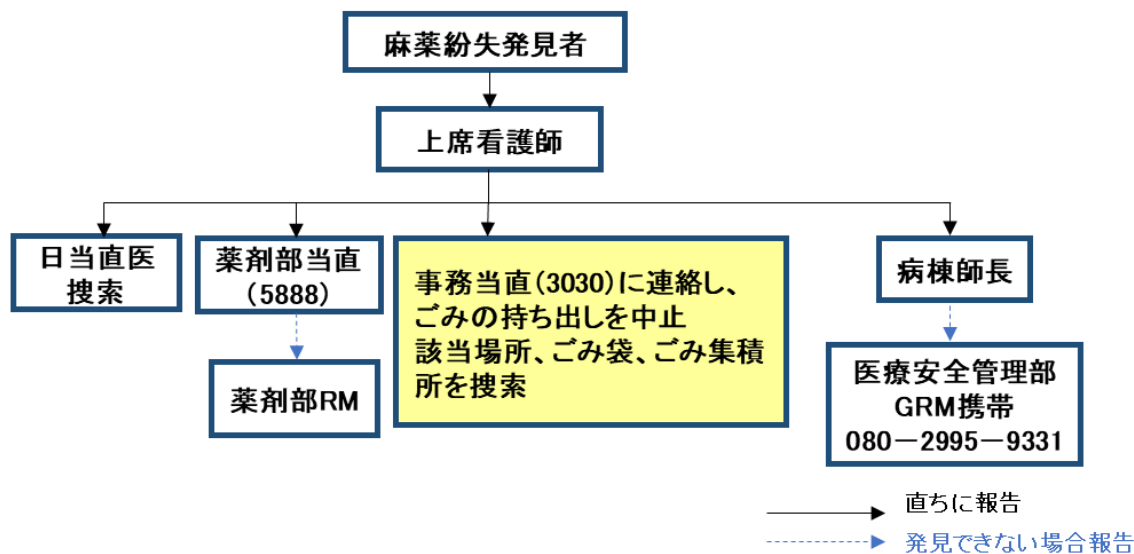 麻薬紛失発見者
上席看護師
日当直医
捜索
薬剤部当直
(5888)
薬剤部RM
事務当直(3030)に連絡し、
ごみの持ち出しを中止
該当場所、ごみ袋、ごみ集積
所を捜索
病棟師長
医療安全管理部
GRM携帯
080－2995－9331
直ちに報告
発見できない場合報告